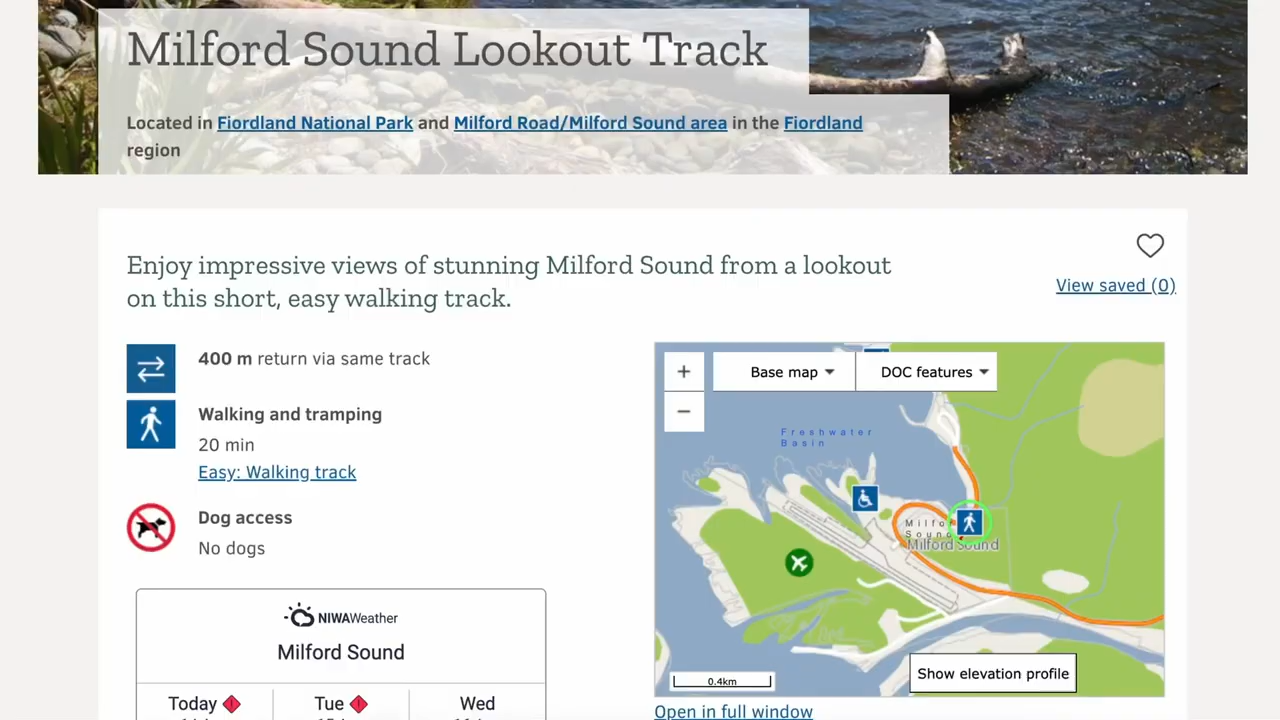 Milford Sound Lookout Track
Located in Fiordland National Park and Milford Road/Milford Sound area in the Fiordland
region
Enjoy impressive views of stunning Milford Sound from a lookout
on this short, easy walking track.
View saved (0)
400 m return via same track
Walking and tramping
20 min
Easy: Walking track
Dog access
No dogs
NIWAWeather
Milford Sound
Today
Tue
Wed
+
−
Base map
DOC features
Freshwater
Basin
Milford Sound
0.4km
Show elevation profile
Open in full window